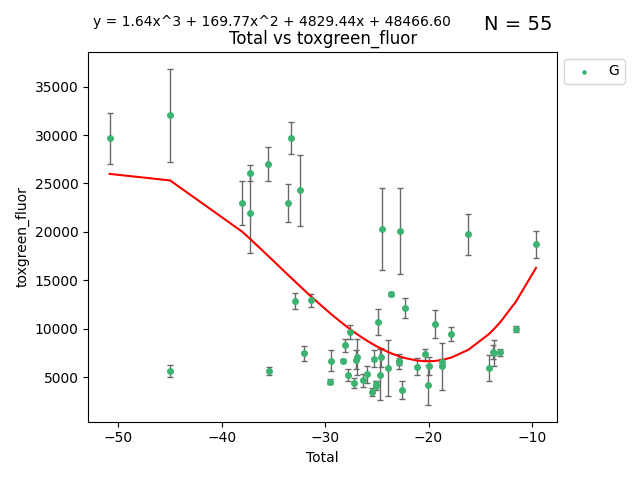 y = 1.64x^3 + 169.77x^2 + 4829.44x + 48466.60
N = 55
Total vs toxgreen_fluor
G
35000
30000
25000
20000
15000
10000
5000
toxgreen_fluor
−50
−40
−30
−20
−10
Total